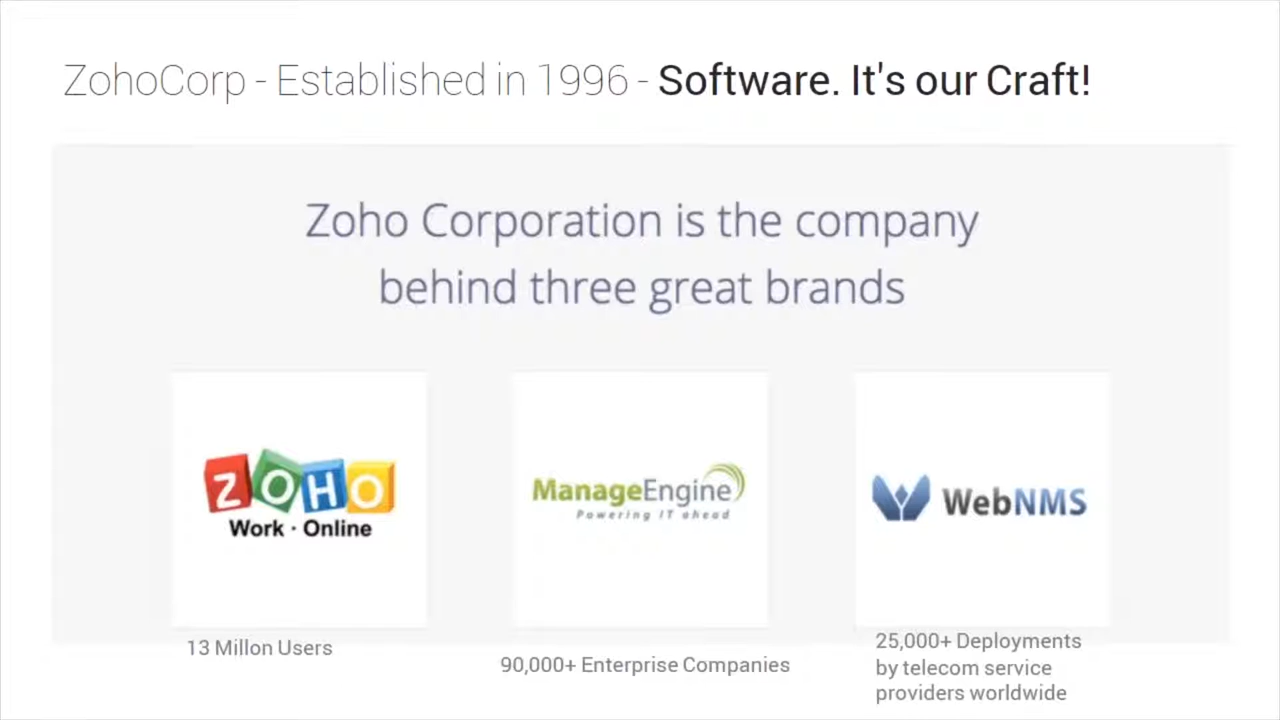 ZohoCorp - Established in 1996 - Software. It's our Craft!
Zoho Corporation is the company
behind three great brands
ZOHO
Work · Online
ManageEngine
Powering IT ahead
WebNMS
13 Millon Users
90,000+ Enterprise Companies
25,000+ Deployments
by telecom service
providers worldwide